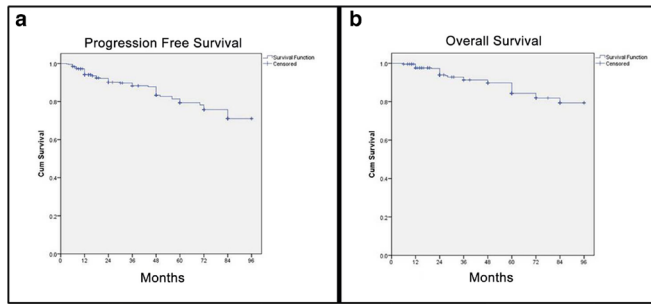 a
Progression Free Survival
Survival Function
Censored
1.0
0.8
0.6
0.4
0.2
0.0
Cum Survival
0 12 24 36 48 60 72 84 96
Months
b
Overall Survival
Survival Function
Censored
1.0
0.8
0.6
0.4
0.2
0.0
Cum Survival
0 12 24 36 48 60 72 84 96
Months